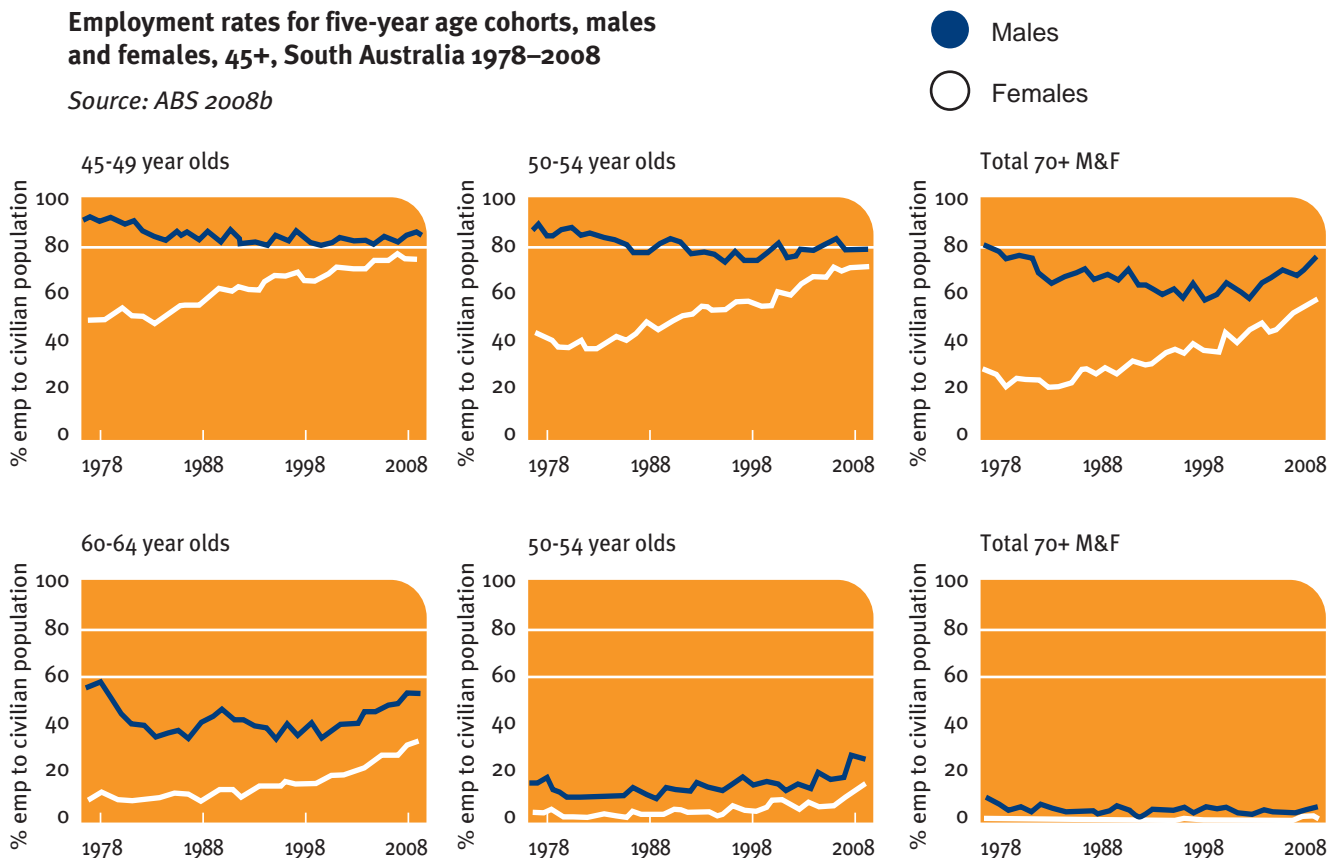 Employment rates for five-year age cohorts, males
and females, 45+, South Australia 1978–2008
Source: ABS 2008b
Males
Females
45-49 year olds
% emp to civilian population
100
80
60
40
20
0
1978 1988 1998 2008
50-54 year olds
% emp to civilian population
100
80
60
40
20
0
1978 1988 1998 2008
Total 70+ M&F
% emp to civilian population
100
80
60
40
20
0
1978 1988 1998 2008
60-64 year olds
% emp to civilian population
100
80
60
40
20
0
1978 1988 1998 2008
50-54 year olds
% emp to civilian population
100
80
60
40
20
0
1978 1988 1998 2008
Total 70+ M&F
% emp to civilian population
100
80
60
40
20
0
1978 1988 1998 2008